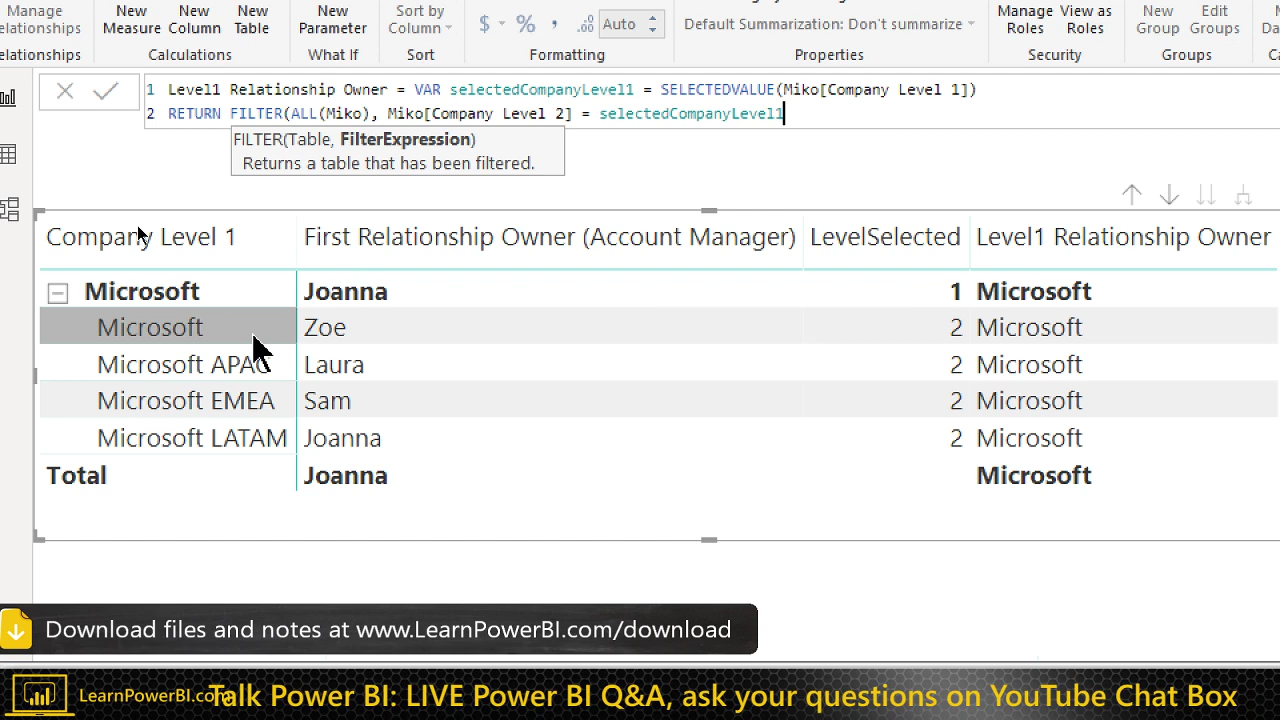 Manage New New New New Sort by Manage View as New Edit
elationships Measure Column Table Parameter Column $ % , .00 Auto Default Summarization: Don't summarize Roles Roles Group Groups
elationships Calculations What If Sort Formatting Properties Security Groups
1 Level1 Relationship Owner = VAR selectedCompanyLevel1 = SELECTEDVALUE(Miko[Company Level 1])
2 RETURN FILTER(ALL(Miko), Miko[Company Level 2] = selectedCompanyLevel1
FILTER(Table, FilterExpression)
Returns a table that has been filtered.
Company Level 1 First Relationship Owner (Account Manager) LevelSelected Level1 Relationship Owner
Microsoft Joanna 1 Microsoft
Microsoft Zoe 2 Microsoft
Microsoft APAC Laura 2 Microsoft
Microsoft EMEA Sam 2 Microsoft
Microsoft LATAM Joanna 2 Microsoft
Total Joanna Microsoft
Download files and notes at www.LearnPowerBI.com/download
LearnPowerBI.com Talk Power BI: LIVE Power BI Q&A, ask your questions on YouTube Chat Box